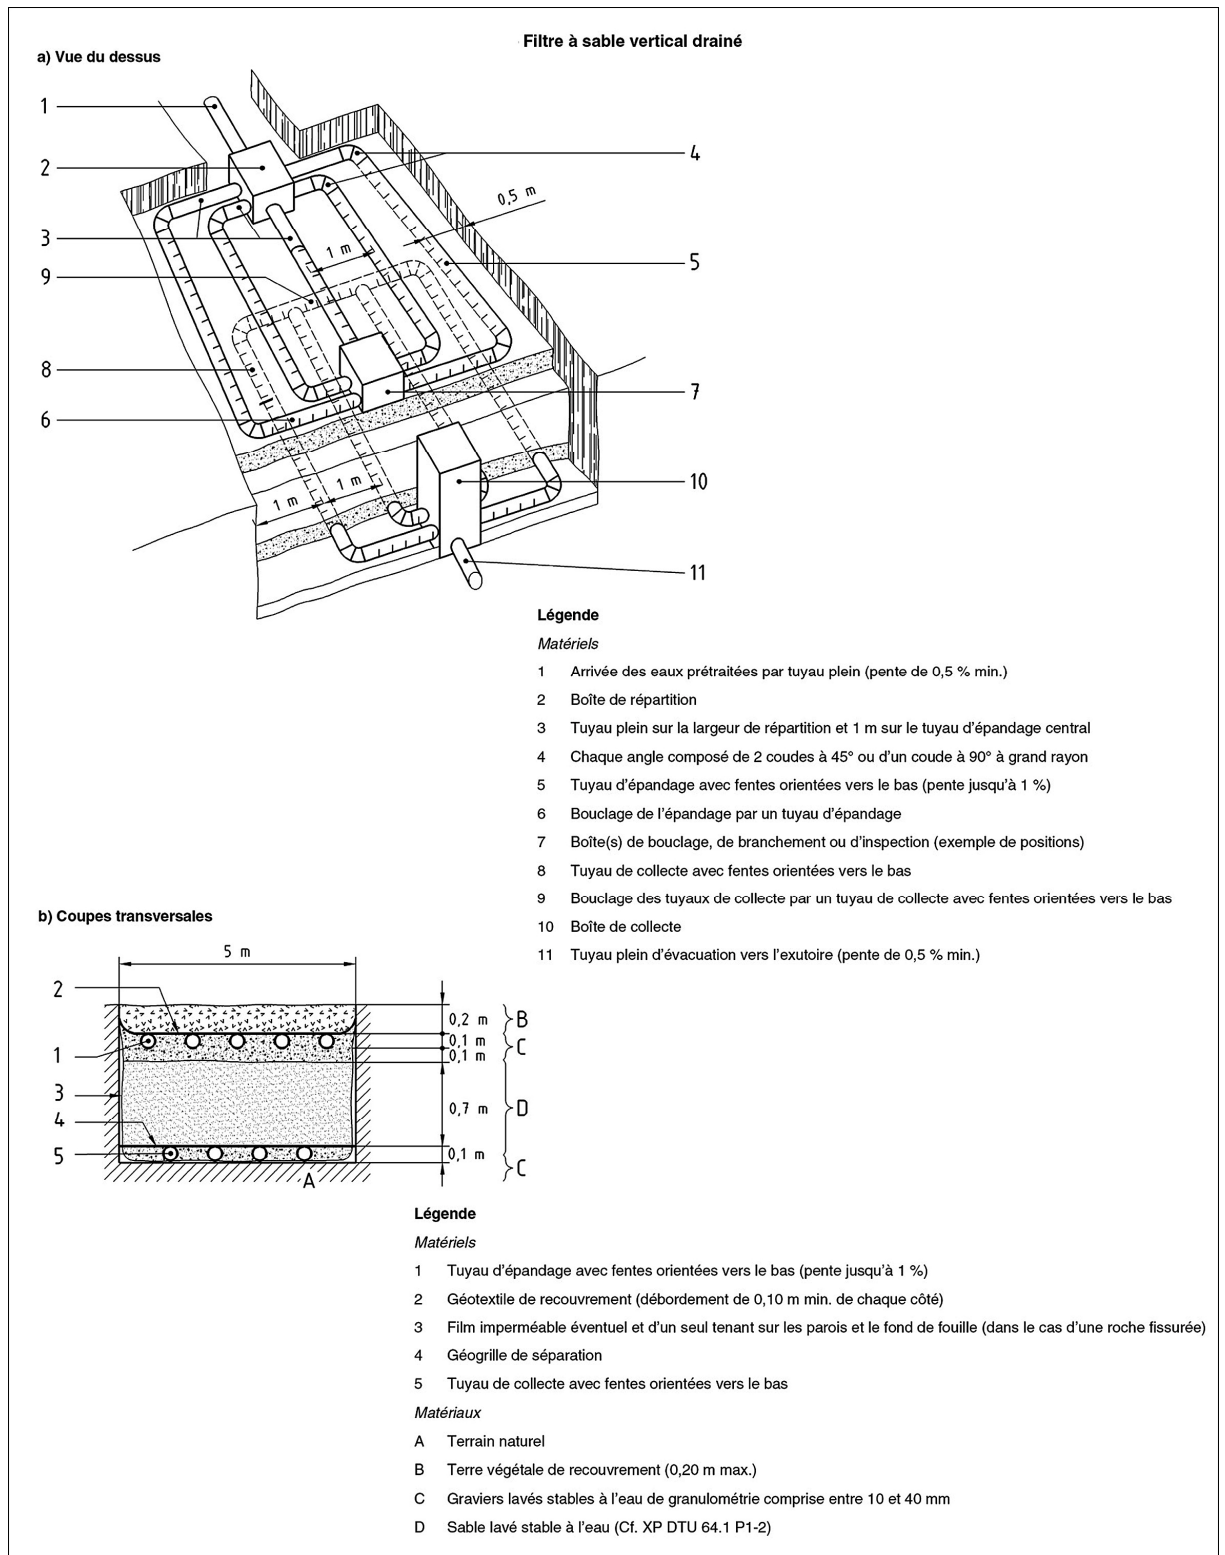 Filtre à sable vertical drainé
a) Vue du dessus
1
2
3
9
8
6
4
0,5 m
1 m
5
7
1 m
1 m
10
11
Légende
Matériels
1 Arrivée des eaux prétraitées par tuyau plein (pente de 0,5 % min.)
2 Boîte de répartition
3 Tuyau plein sur la largeur de répartition et 1 m sur le tuyau d’épandage central
4 Chaque angle composé de 2 coudes à 45° ou d’un coude à 90° à grand rayon
5 Tuyau d’épandage avec fentes orientées vers le bas (pente jusqu’à 1 %)
6 Bouclage de l’épandage par un tuyau d’épandage
7 Boîte(s) de bouclage, de branchement ou d’inspection (exemple de positions)
8 Tuyau de collecte avec fentes orientées vers le bas
9 Bouclage des tuyaux de collecte par un tuyau de collecte avec fentes orientées vers le bas
10 Boîte de collecte
11 Tuyau plein d’évacuation vers l’exutoire (pente de 0,5 % min.)
b) Coupes transversales
5 m
2
1
3
4
5
0,2 m B
0,1 m C
0,1 m
0,7 m D
0,1 m C
A
Légende
Matériels
1 Tuyau d’épandage avec fentes orientées vers le bas (pente jusqu’à 1 %)
2 Géotextile de recouvrement (débordement de 0,10 m min. de chaque côté)
3 Film imperméable éventuel et d’un seul tenant sur les parois et le fond de fouille (dans le cas d’une roche fissurée)
4 Géogrille de séparation
5 Tuyau de collecte avec fentes orientées vers le bas
Matériaux
A Terrain naturel
B Terre végétale de recouvrement (0,20 m max.)
C Graviers lavés stables à l’eau de granulométrie comprise entre 10 et 40 mm
D Sable lavé stable à l’eau (Cf. XP DTU 64.1 P1-2)